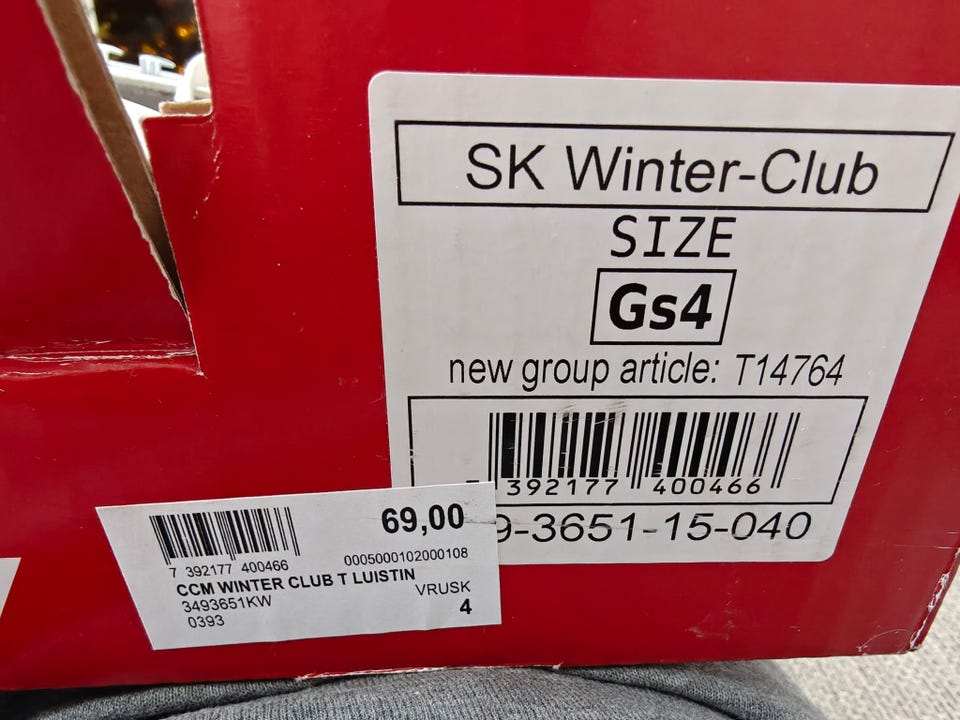 SK Winter-Club
SIZE
Gs4
new group article: T14764
392177 400466
9-3651-15-040
69,00
7 392177 400466
0005000102000108
CCM WINTER CLUB T LUISTIN
3493651KW
VRUSK
0393
4